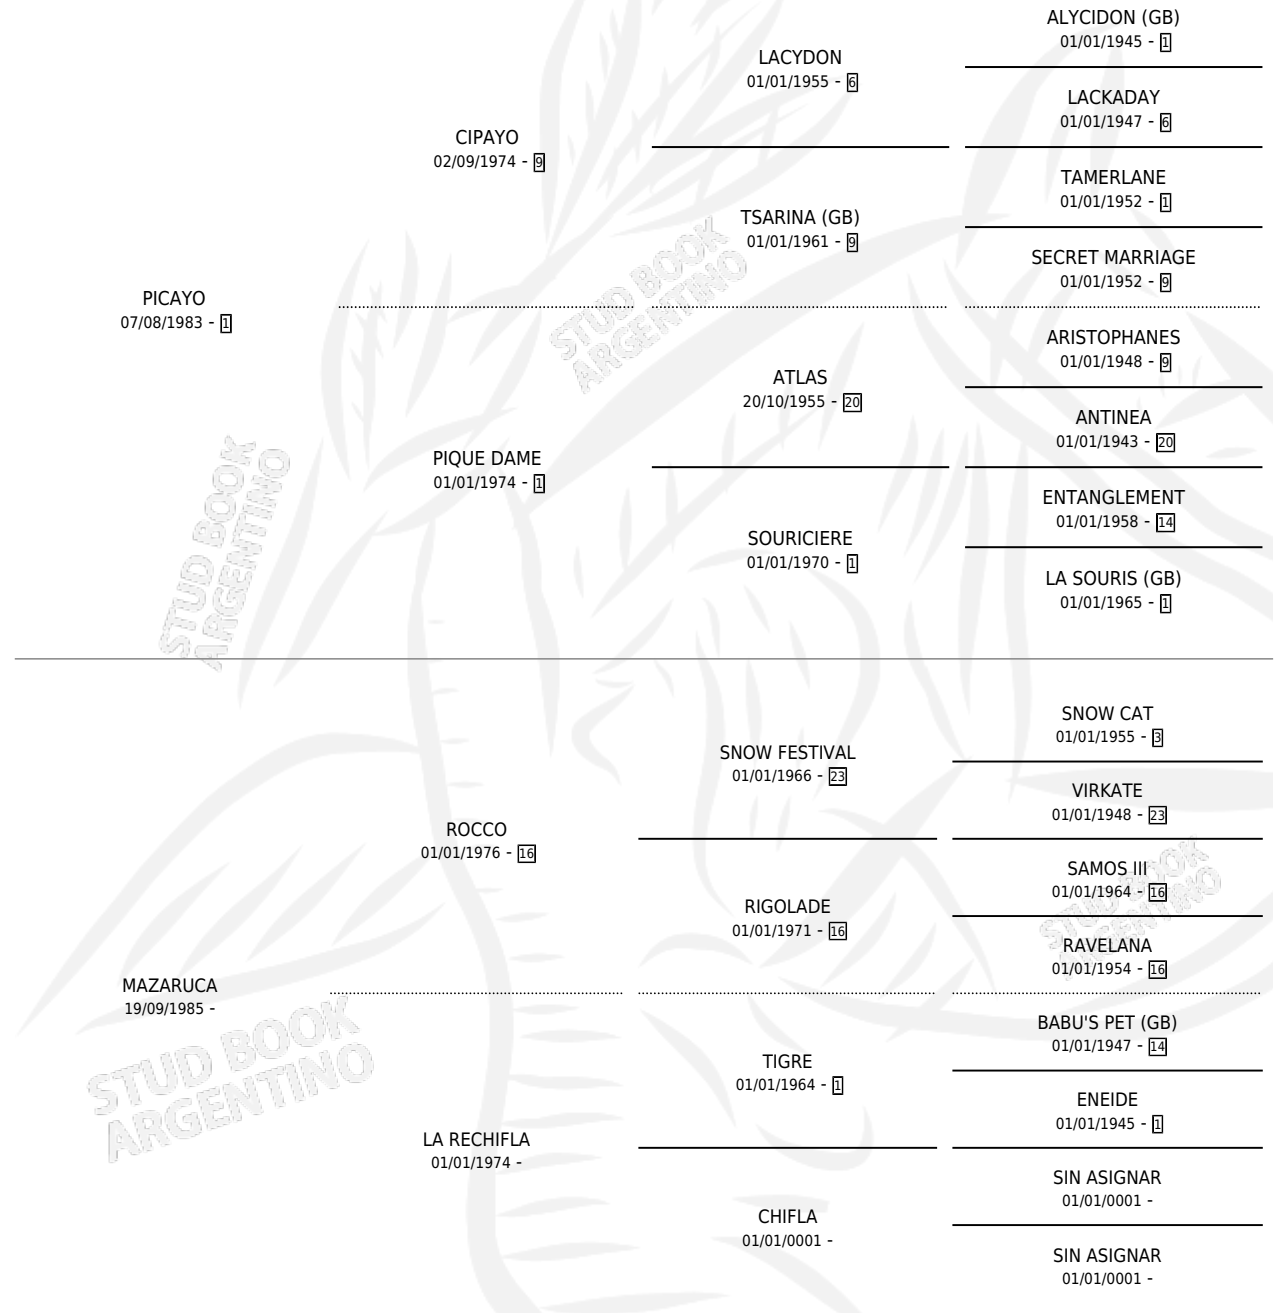 ALYCIDON (GB)
01/01/1945 - 1
LACYDON
01/01/1955 - 6
LACKADAY
01/01/1947 - 6
CIPAYO
02/09/1974 - 9
TAMERLANE
01/01/1952 - 1
TSARINA (GB)
01/01/1961 - 9
SECRET MARRIAGE
01/01/1952 - 9
PICAYO
07/08/1983 - 1
ARISTOPHANES
01/01/1948 - 9
ATLAS
20/10/1955 - 20
ANTINEA
01/01/1943 - 20
PIQUE DAME
01/01/1974 - 1
ENTANGLEMENT
01/01/1958 - 14
SOURICIERE
01/01/1970 - 1
LA SOURIS (GB)
01/01/1965 - 1
STUD BOOK
ARGENTINO
STUD BOOK
ARGENTINO
SNOW CAT
01/01/1955 - 3
SNOW FESTIVAL
01/01/1966 - 23
VIRKATE
01/01/1948 - 23
ROCCO
01/01/1976 - 16
SAMOS III
01/01/1964 - 16
RIGOLADE
01/01/1971 - 16
RAVELANA
01/01/1954 - 16
MAZARUCA
19/09/1985 -
BABU'S PET (GB)
01/01/1947 - 14
TIGRE
01/01/1964 - 1
ENEIDE
01/01/1945 - 1
LA RECHIFLA
01/01/1974 -
SIN ASIGNAR
01/01/0001 -
CHIFLA
01/01/0001 -
SIN ASIGNAR
01/01/0001 -
STUD BOOK
ARGENTINO
STUD BOOK
ARGENTINO